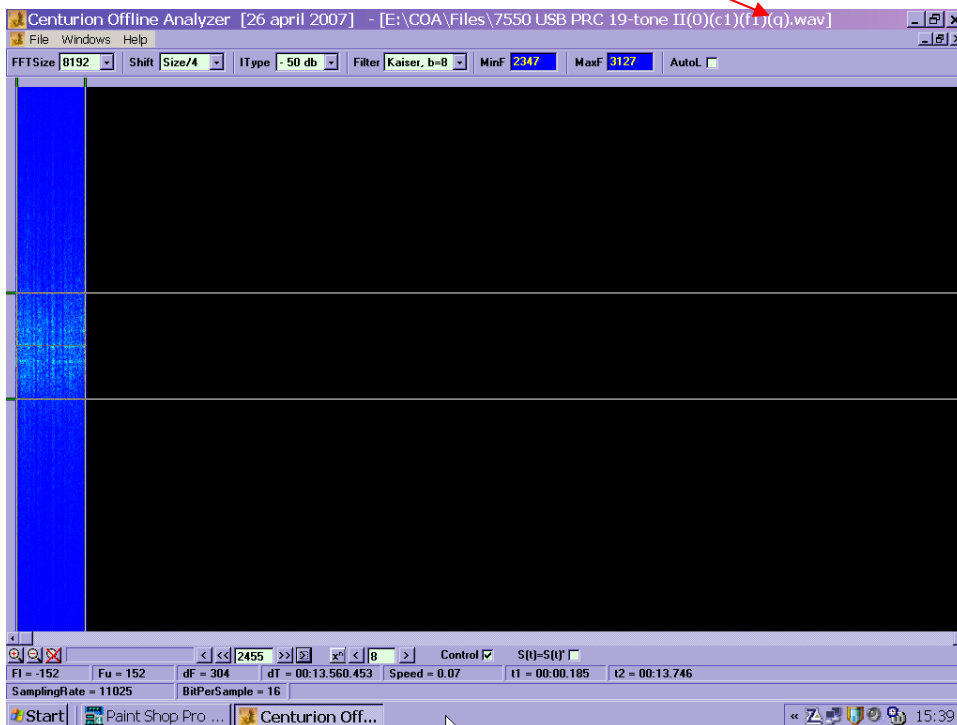 Centurion Offline Analyzer [26 april 2007] - [E:\COA\Files\7550 USB PRC 19-tone II(0)(c1)(f1)(q).wav]
File Windows Help
FFTSize 8192 Shift Size/4 IType - 50 db Filter Kaiser, b=8 MinF 2347 MaxF 3127 AutoL
< << 2455 >> Σ xⁿ < 8 > Control S(t)=S(t)*
Fl = -152 Fu = 152 dF = 304 dT = 00:13.560.453 Speed = 0.07 t1 = 00:00.185 t2 = 00:13.746
SamplingRate = 11025 BitPerSample = 16
Start Paint Shop Pro ... Centurion Off... « 15:39